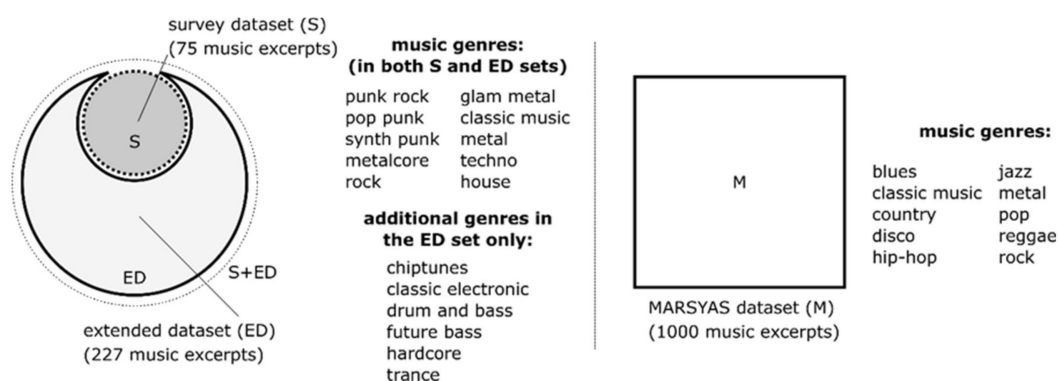 survey dataset (S)
(75 music excerpts)
S
ED
S+ED
extended dataset (ED)
(227 music excerpts)
music genres:
(in both S and ED sets)
punk rock glam metal
pop punk classic music
synth punk metal
metalcore techno
rock house
additional genres in
the ED set only:
chiptunes
classic electronic
drum and bass
future bass
hardcore
trance
M
MARSYAS dataset (M)
(1000 music excerpts)
music genres:
blues jazz
classic music metal
country pop
disco reggae
hip-hop rock